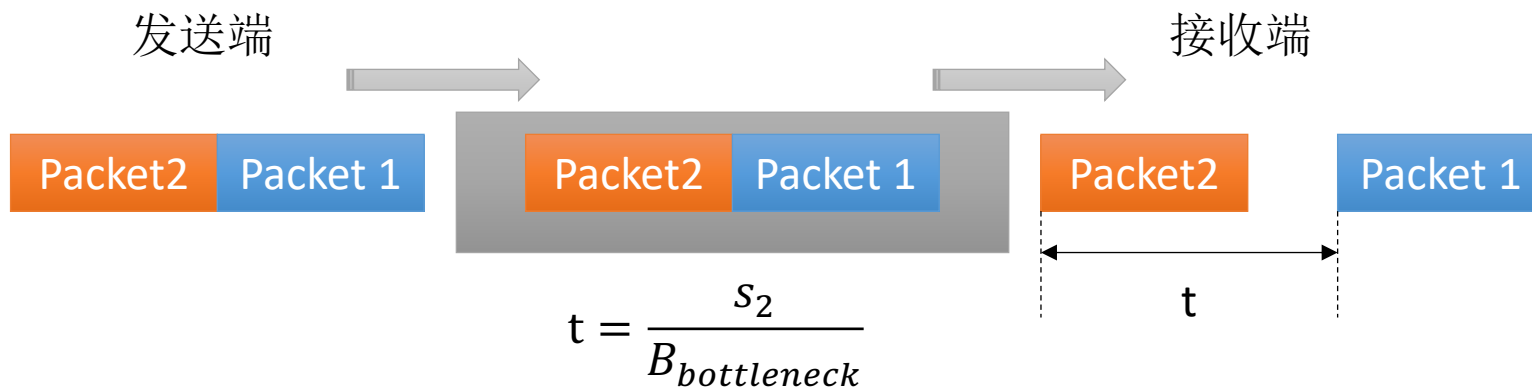 发送端 接收端
Packet2 Packet 1 Packet2 Packet 1 Packet2 Packet 1
t
t = s₂ / B_bottleneck